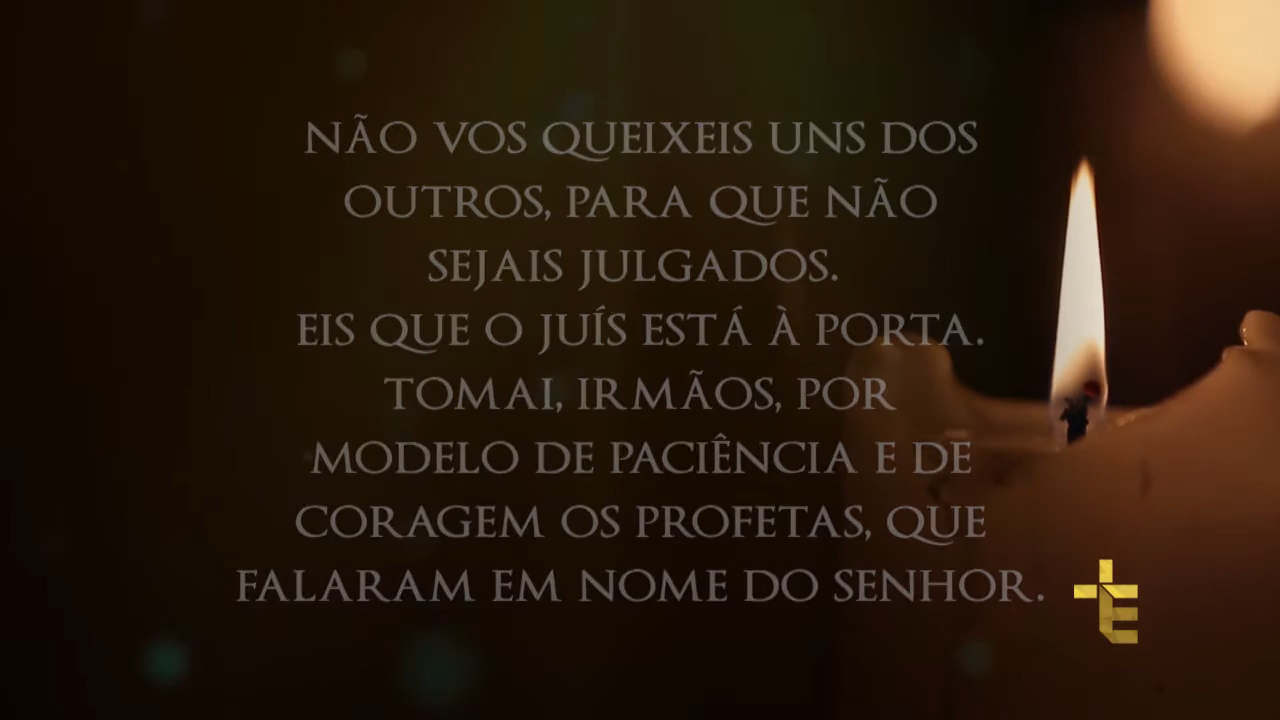 NÃO VOS QUEIXEIS UNS DOS
OUTROS, PARA QUE NÃO
SEJAIS JULGADOS.
EIS QUE O JUÍS ESTÁ À PORTA.
TOMAI, IRMÃOS, POR
MODELO DE PACIÊNCIA E DE
CORAGEM OS PROFETAS, QUE
FALARAM EM NOME DO SENHOR.